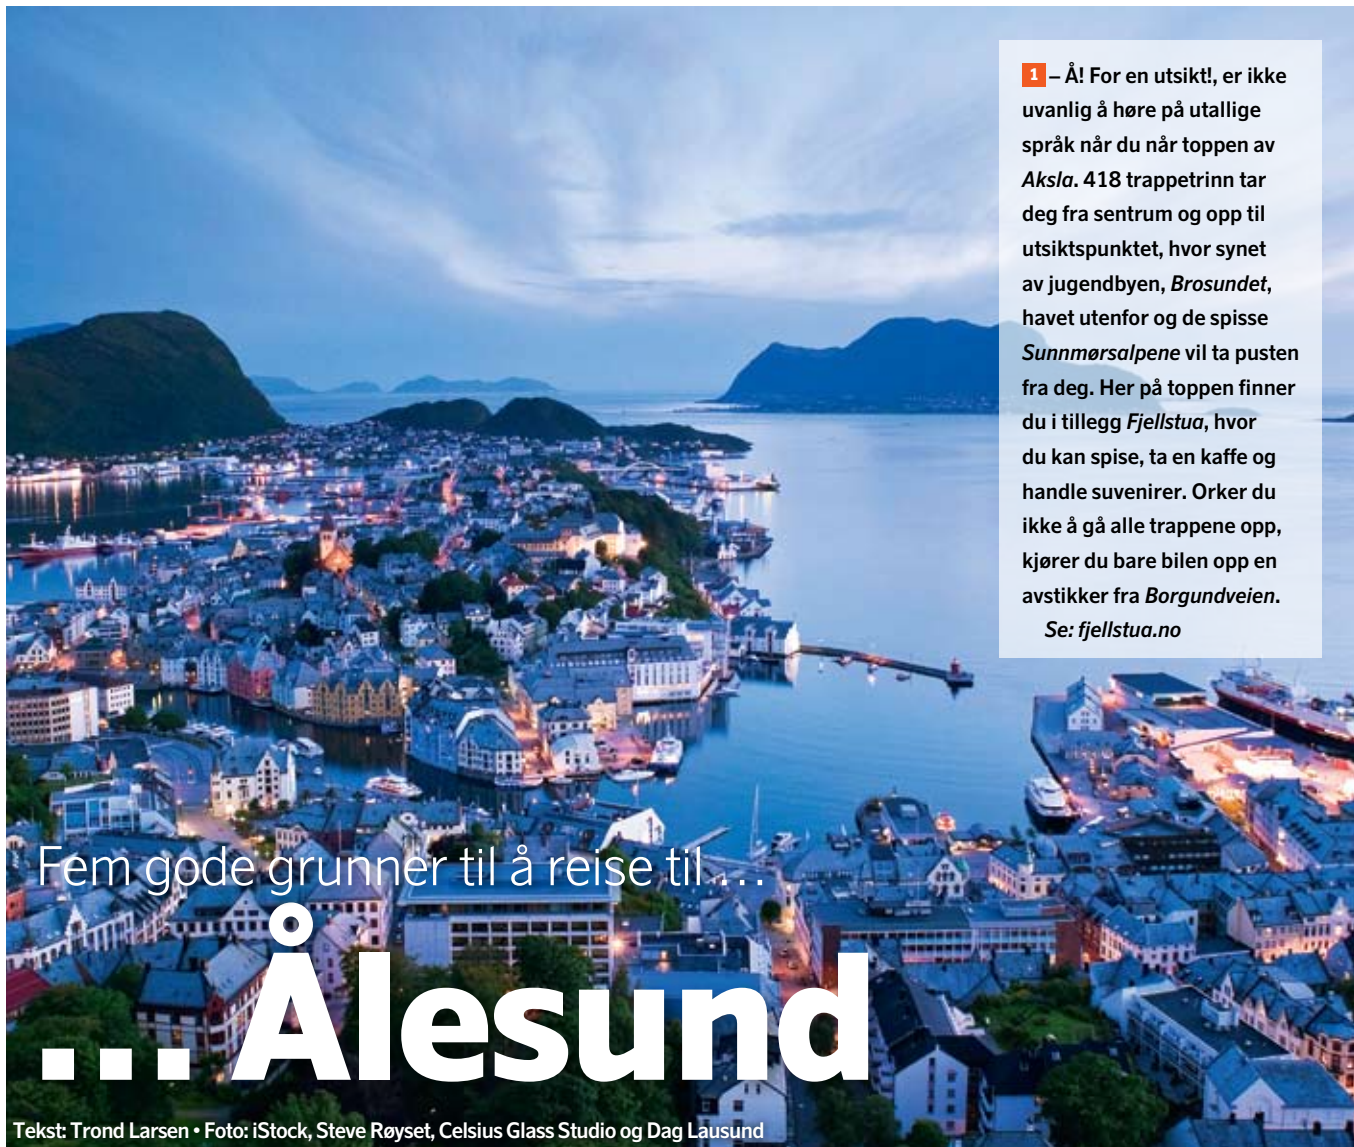 1 – Å! For en utsikt!, er ikke
uvanlig å høre på utallige
språk når du når toppen av
Aksla. 418 trappetrinn tar
deg fra sentrum og opp til
utsiktspunktet, hvor synet
av jugendbyen, Brosundet,
havet utenfor og de spisse
Sunnmørsalpene vil ta pusten
fra deg. Her på toppen finner
du i tillegg Fjellstua, hvor
du kan spise, ta en kaffe og
handle suvenirer. Orker du
ikke å gå alle trappene opp,
kjører du bare bilen opp en
avstikker fra Borgundveien.
Se: fjellstua.no
Fem gode grunner til å reise til …
… Ålesund
Tekst: Trond Larsen • Foto: iStock, Steve Røyset, Celsius Glass Studio og Dag Lausund